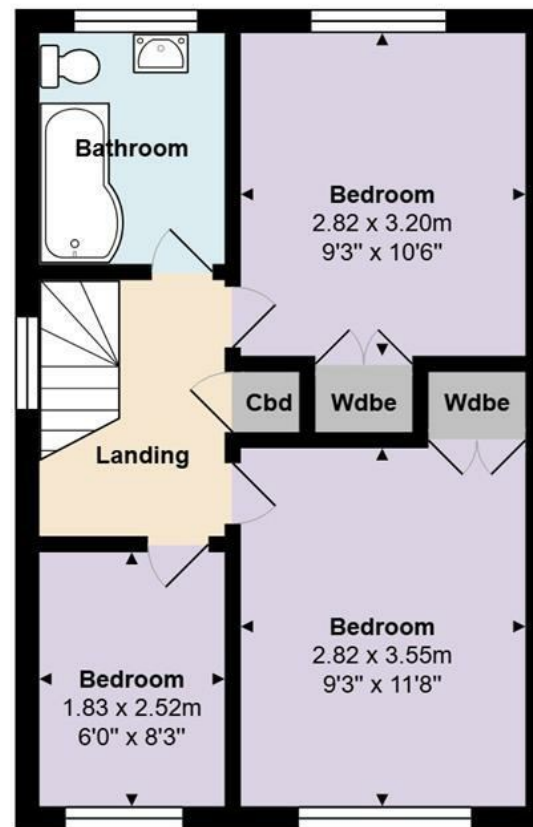 Bathroom
Bedroom
2.82 x 3.20m
9'3" x 10'6"
Cbd
Wdbe
Wdbe
Landing
Bedroom
2.82 x 3.55m
9'3" x 11'8"
Bedroom
1.83 x 2.52m
6'0" x 8'3"